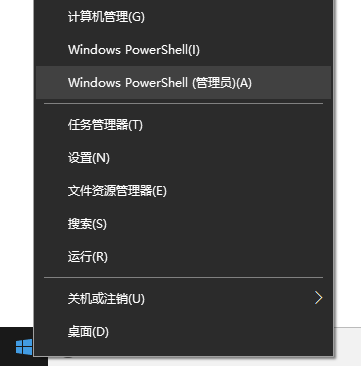 计算机管理(G)
Windows PowerShell(I)
Windows PowerShell (管理员)(A)
任务管理器(T)
设置(N)
文件资源管理器(E)
搜索(S)
运行(R)
关机或注销(U)
桌面(D)